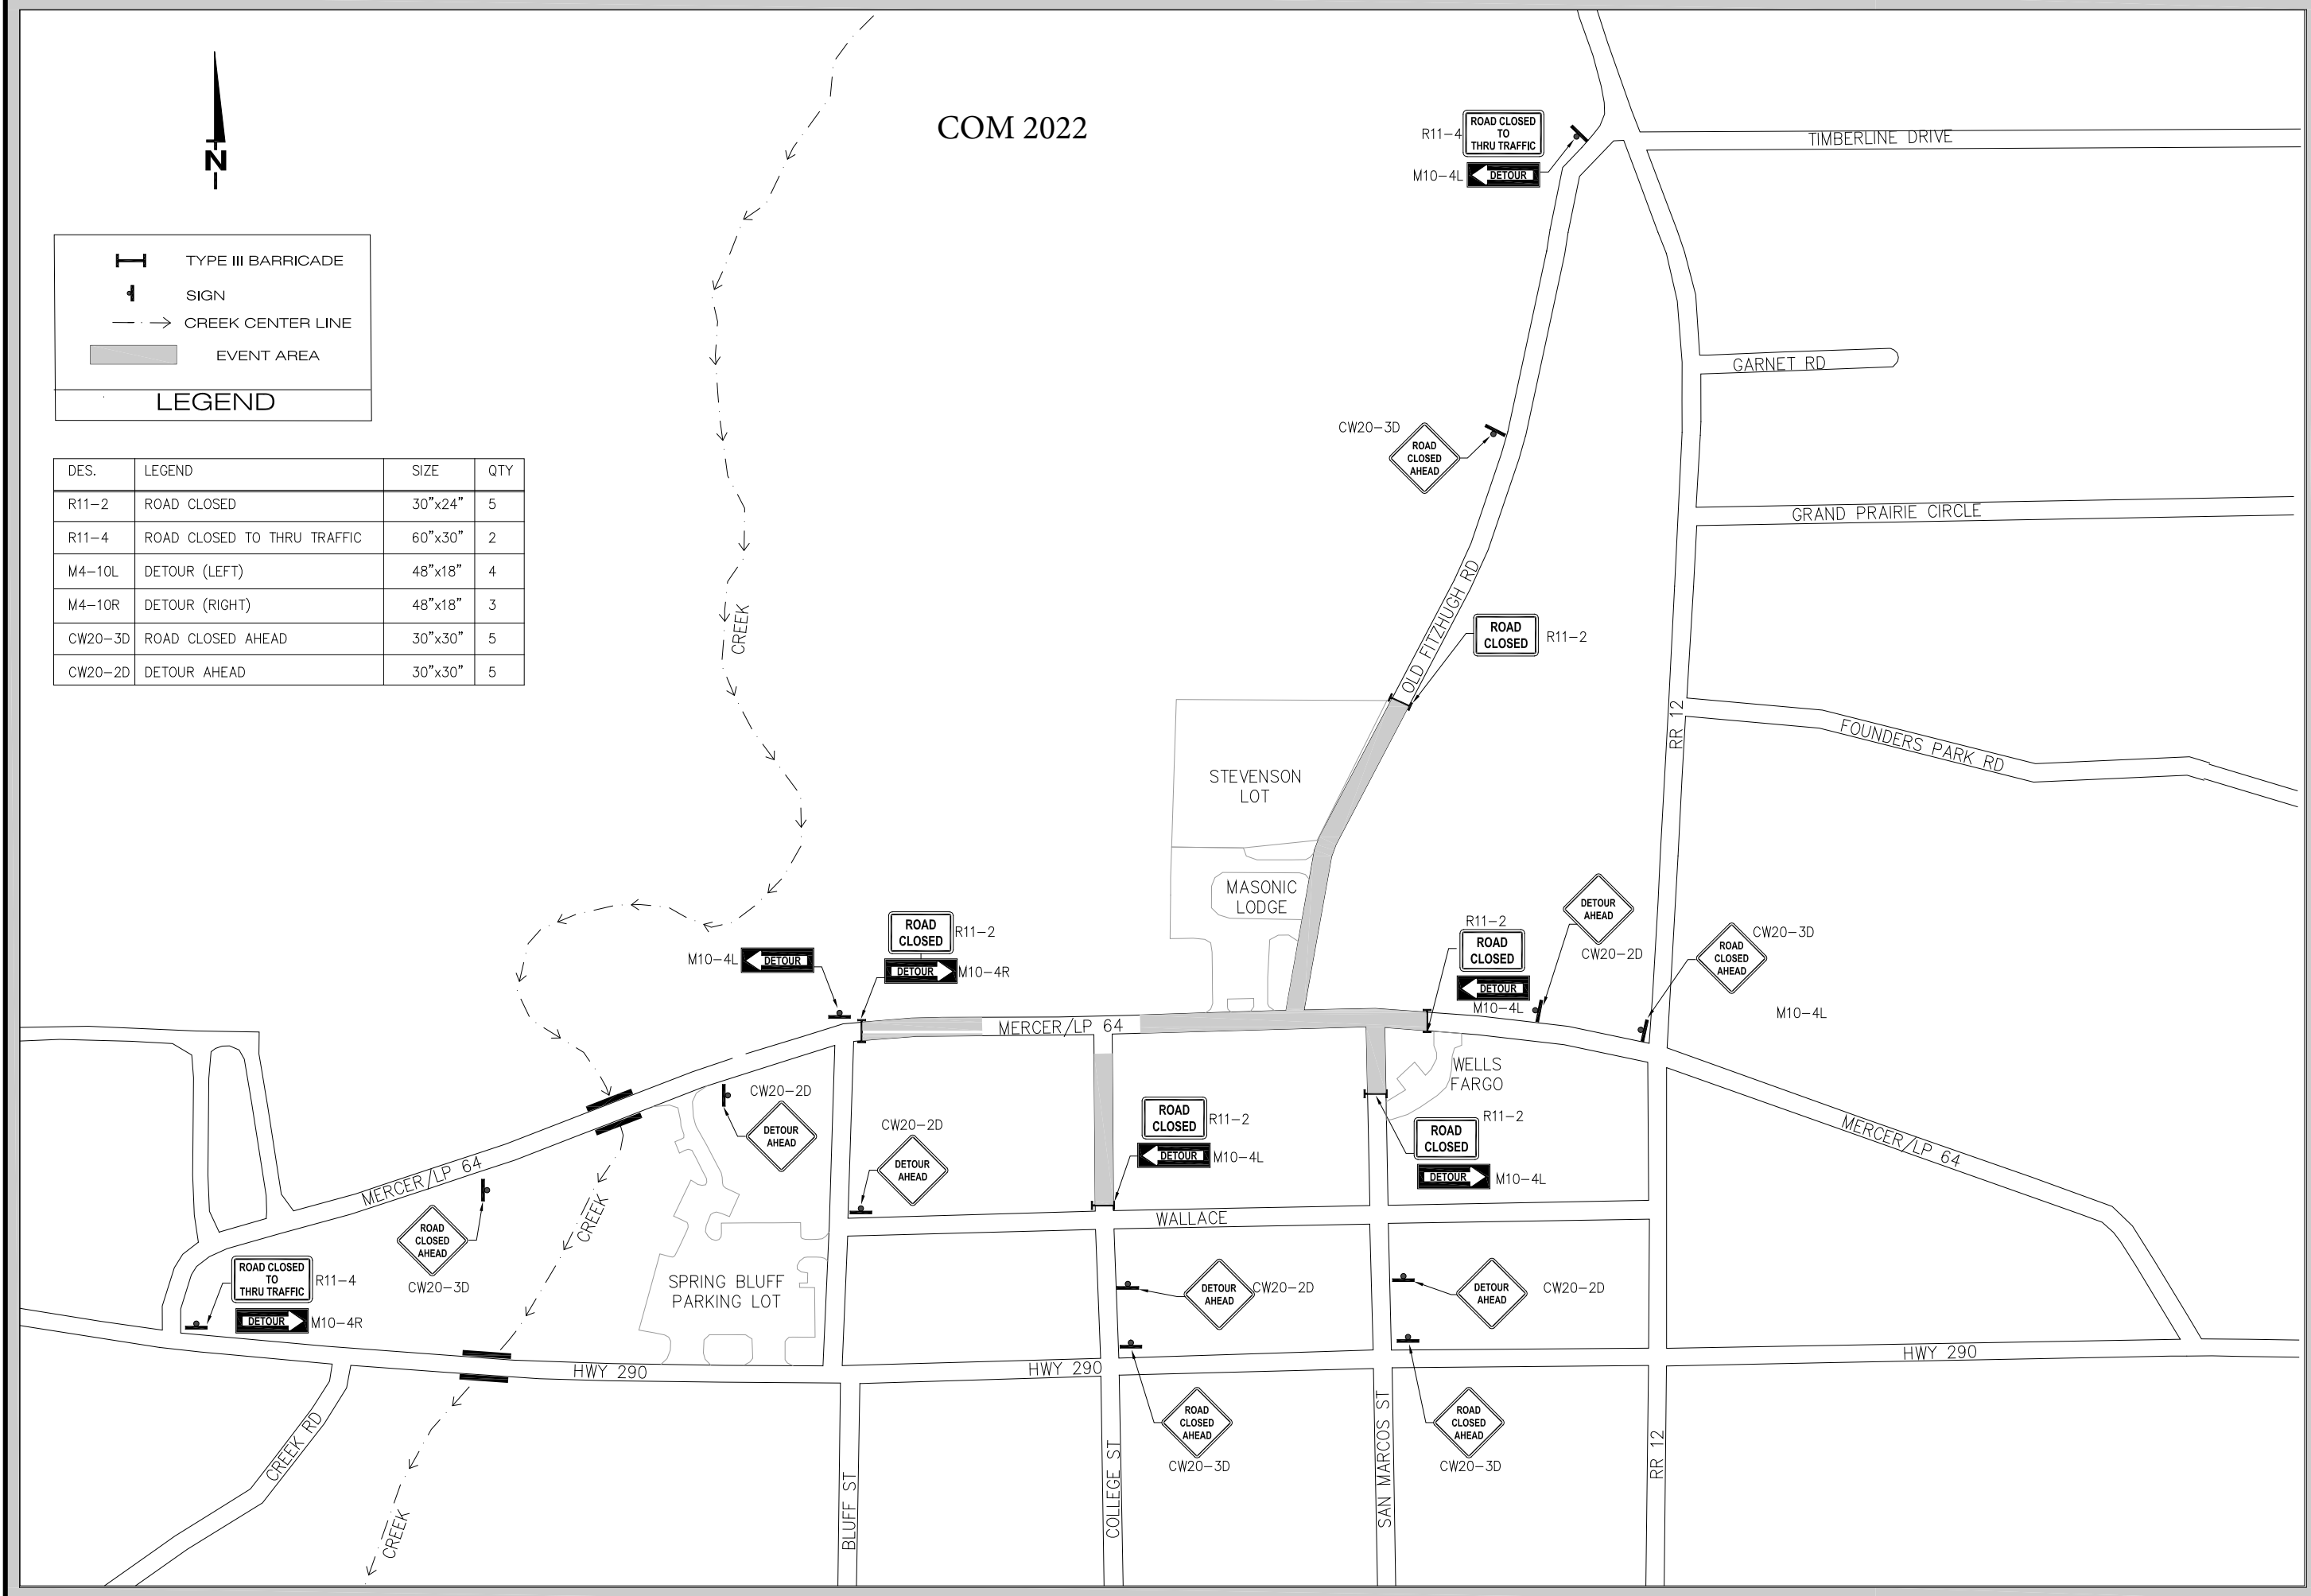 COM 2022
N
TYPE III BARRICADE
SIGN
CREEK CENTER LINE
EVENT AREA
LEGEND
DES. LEGEND SIZE QTY
R11-2 ROAD CLOSED 30"x24" 5
R11-4 ROAD CLOSED TO THRU TRAFFIC 60"x30" 2
M4-10L DETOUR (LEFT) 48"x18" 4
M4-10R DETOUR (RIGHT) 48"x18" 3
CW20-3D ROAD CLOSED AHEAD 30"x30" 5
CW20-2D DETOUR AHEAD 30"x30" 5
R11-4
ROAD CLOSED
TO
THRU TRAFFIC
M10-4L
DETOUR
TIMBERLINE DRIVE
GARNET RD
CW20-3D
ROAD
CLOSED
AHEAD
GRAND PRAIRIE CIRCLE
OLD FITZHUGH RD
ROAD
CLOSED
R11-2
CREEK
RR 12
FOUNDERS PARK RD
STEVENSON
LOT
MASONIC
LODGE
ROAD
CLOSED
R11-2
M10-4L
DETOUR
DETOUR
M10-4R
R11-2
ROAD
CLOSED
DETOUR
M10-4L
DETOUR
AHEAD
CW20-2D
CW20-3D
ROAD
CLOSED
AHEAD
M10-4L
MERCER/LP 64
WELLS
FARGO
CW20-2D
DETOUR
AHEAD
CW20-2D
DETOUR
AHEAD
ROAD
CLOSED
R11-2
DETOUR
M10-4L
R11-2
ROAD
CLOSED
DETOUR
M10-4L
MERCER/LP 64
MERCER/LP 64
WALLACE
CREEK
ROAD
CLOSED
AHEAD
CW20-3D
ROAD CLOSED
TO
THRU TRAFFIC
R11-4
DETOUR
M10-4R
SPRING BLUFF
PARKING LOT
DETOUR
AHEAD
CW20-2D
DETOUR
AHEAD
CW20-2D
HWY 290
HWY 290
HWY 290
ROAD
CLOSED
AHEAD
CW20-3D
ROAD
CLOSED
AHEAD
CW20-3D
CREEK RD
CREEK
BLUFF ST
COLLEGE ST
SAN MARCOS ST
RR 12